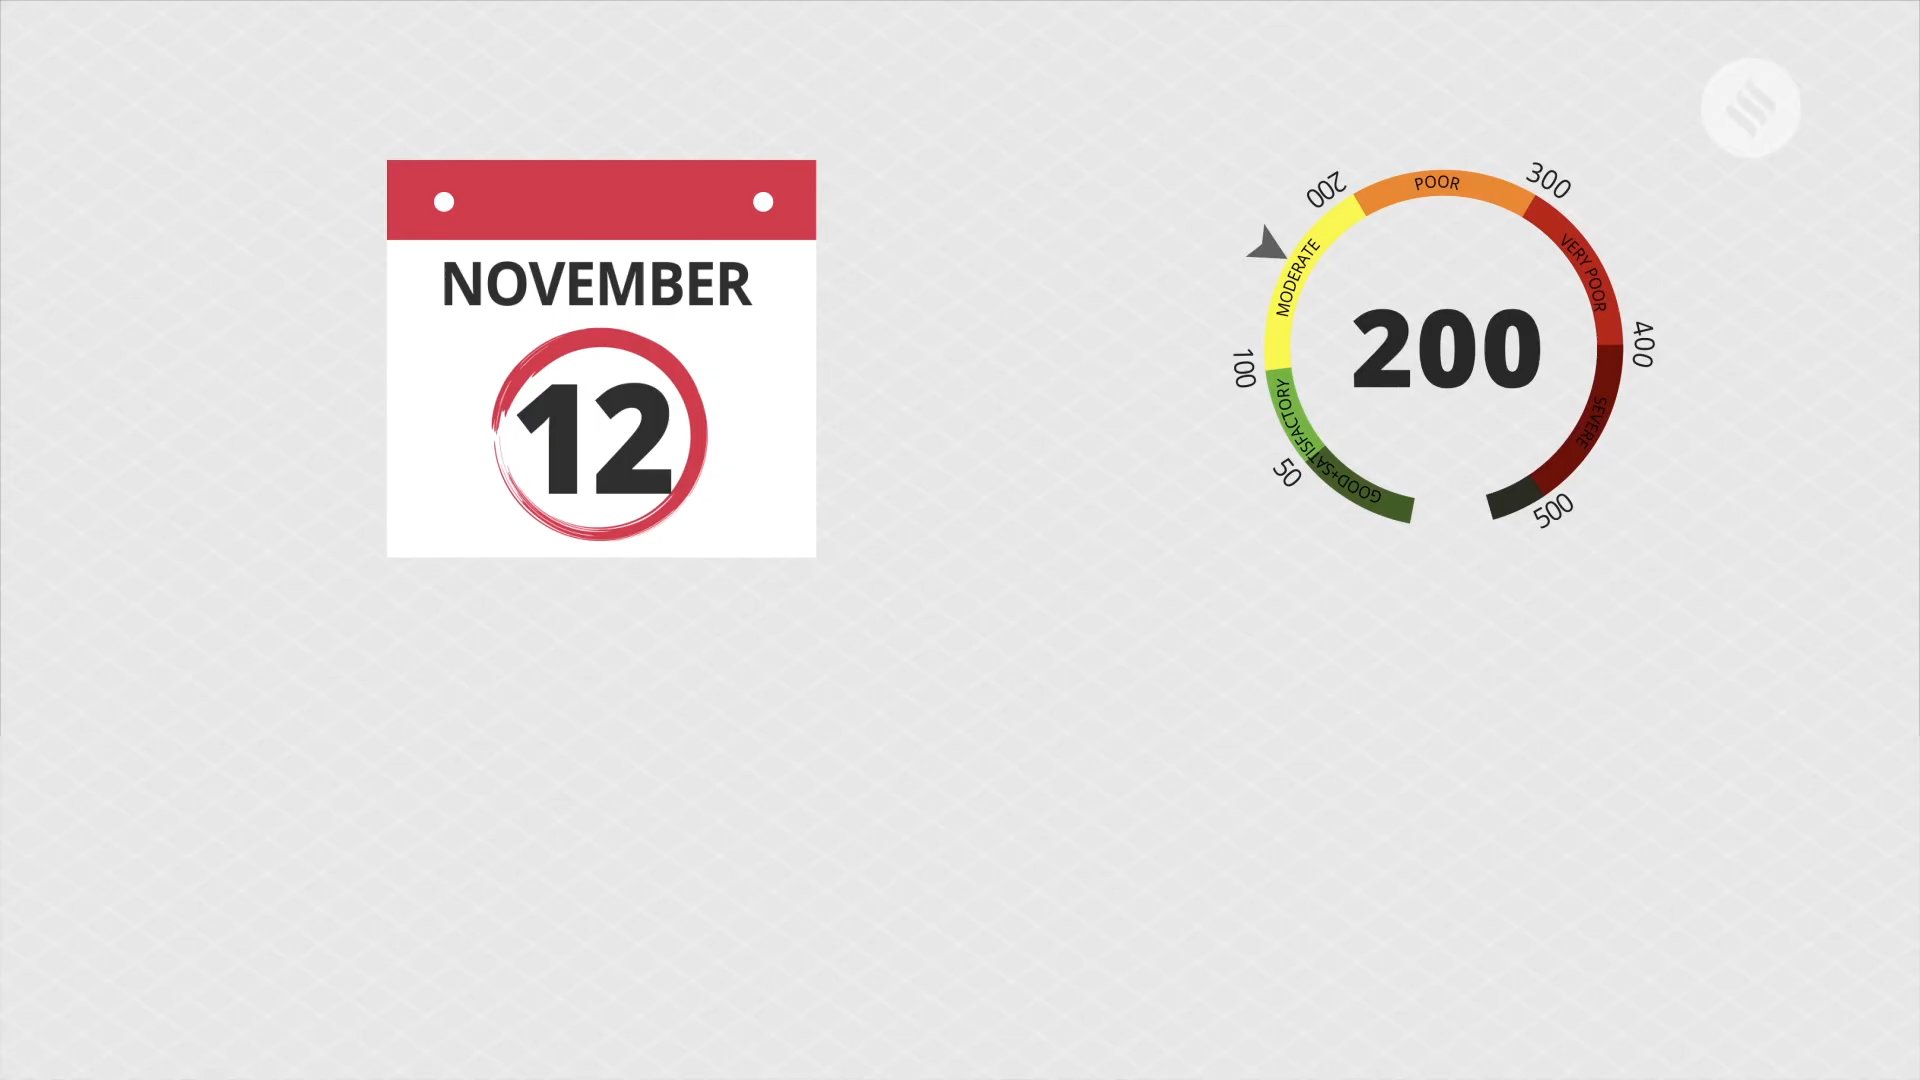 NOVEMBER
12
50
100
200
300
400
500
GOOD+SATISFACTORY
MODERATE
POOR
VERY POOR
SEVERE
200